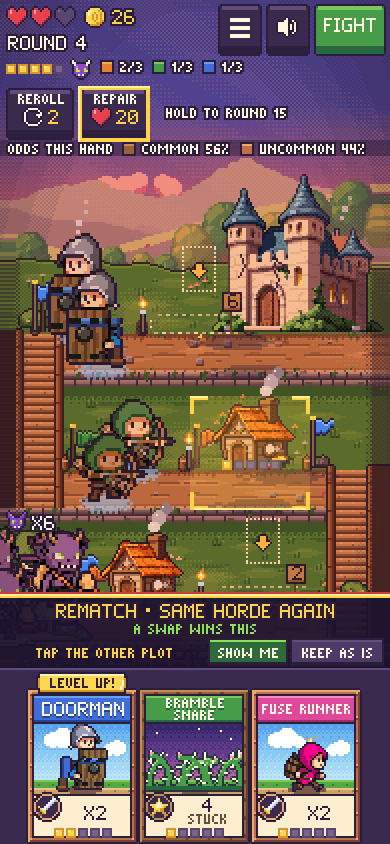 26
FIGHT
ROUND 4
2/3 1/3 1/3
REROLL
2
REPAIR
20
HOLD TO ROUND 15
ODDS THIS HAND COMMON 56% UNCOMMON 44%
6
X6
2
REMATCH • SAME HORDE AGAIN
A SWAP WINS THIS
TAP THE OTHER PLOT
SHOW ME
KEEP AS IS
LEVEL UP!
DOORMAN
X2
BRAMBLE
SNARE
4
STUCK
FUSE RUNNER
X2